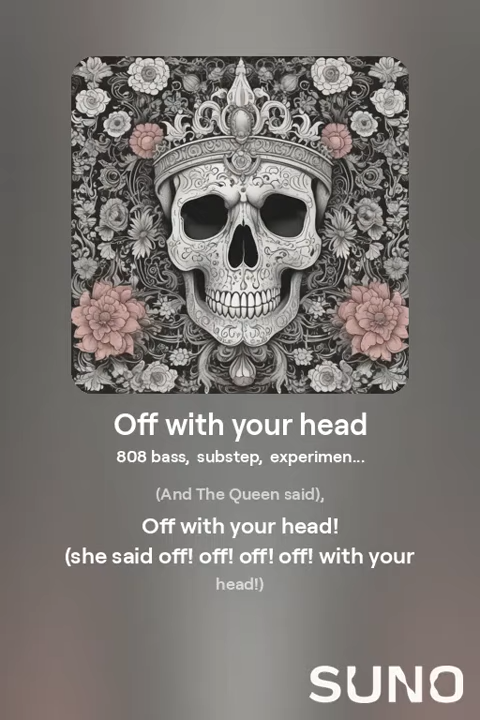 Off with your head
808 bass, substep, experimen...
(And The Queen said),
Off with your head!
(she said off! off! off! off! with your
head!)
SUNO